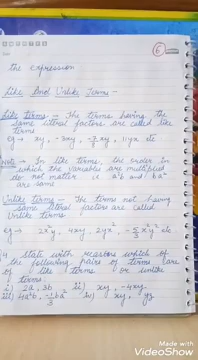 6
the expression
Like And Unlike Terms -
Like terms - The terms having the
same literal factors are called like
terms
eg → xy, -3xy, -7/2 xy, 11yx etc
Note → In like terms, the order in
which the variables are multiplied
do not matter ie a²b and ba²
are same
Unlike terms - The terms not having
same literal factors are called
Unlike terms
eg → 2x²y, 4xy, 2yx², -5/3 xy² etc
State with reasons which of
following pairs of terms are
of like terms or unlike
terms
i) 2a, 3b ii) xy, -4xy
iii) 4a²b, -1/3 ba² iv) xy, yz
Made with
VivaVideo